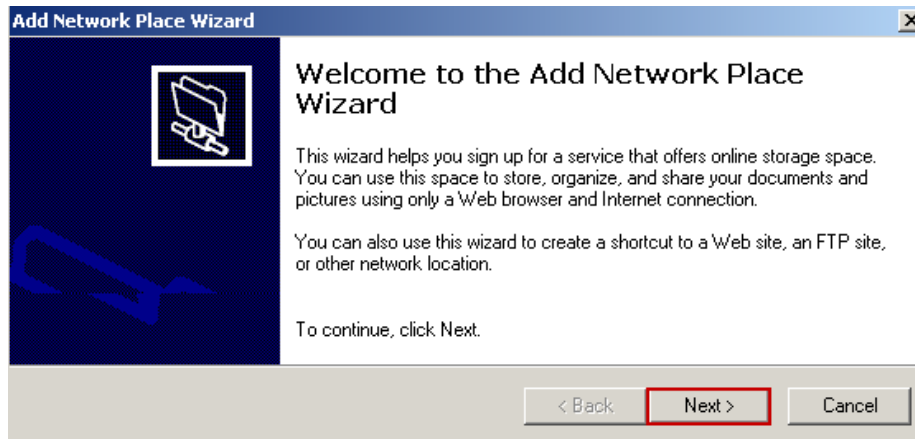 Add Network Place Wizard
Welcome to the Add Network Place
Wizard
This wizard helps you sign up for a service that offers online storage space.
You can use this space to store, organize, and share your documents and
pictures using only a Web browser and Internet connection.
You can also use this wizard to create a shortcut to a Web site, an FTP site,
or other network location.
To continue, click Next.
< Back Next > Cancel